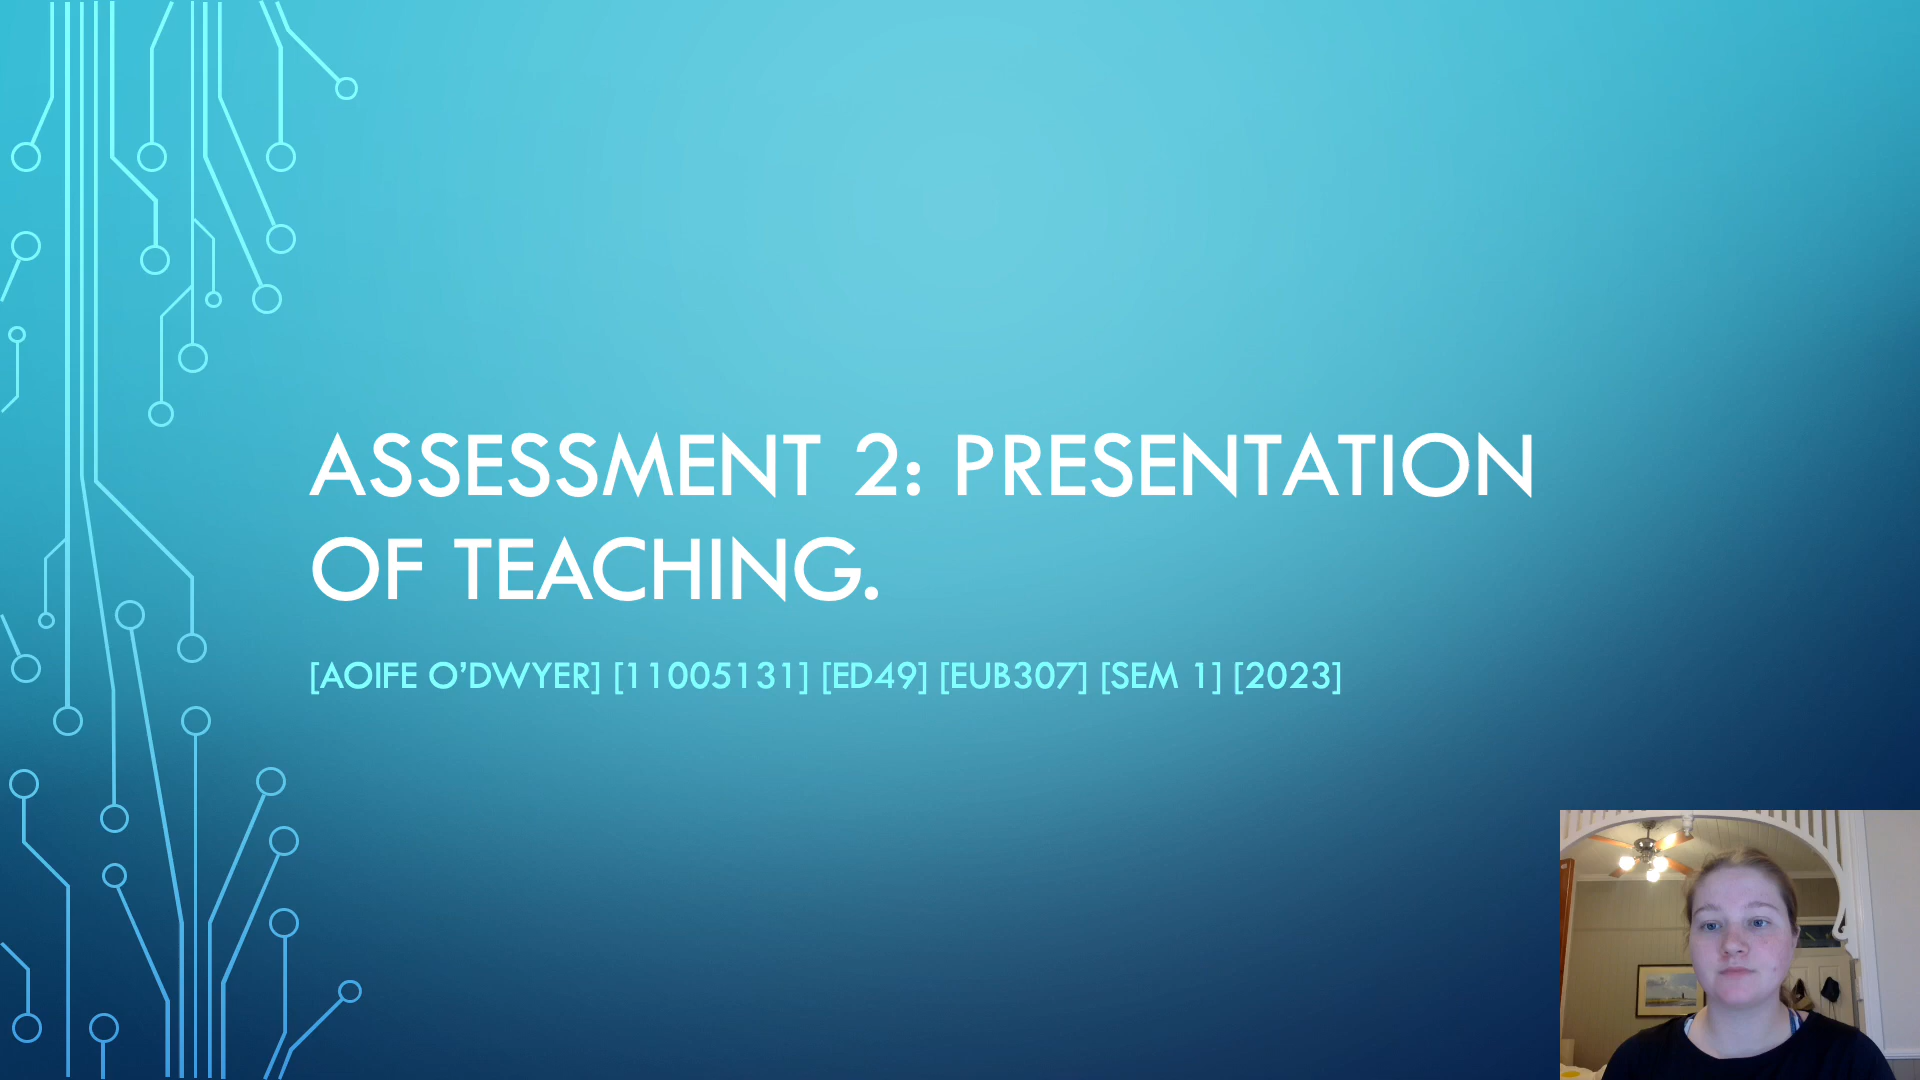 ASSESSMENT 2: PRESENTATION
OF TEACHING.
[AOIFE O’DWYER] [11005131] [ED49] [EUB307] [SEM 1] [2023]